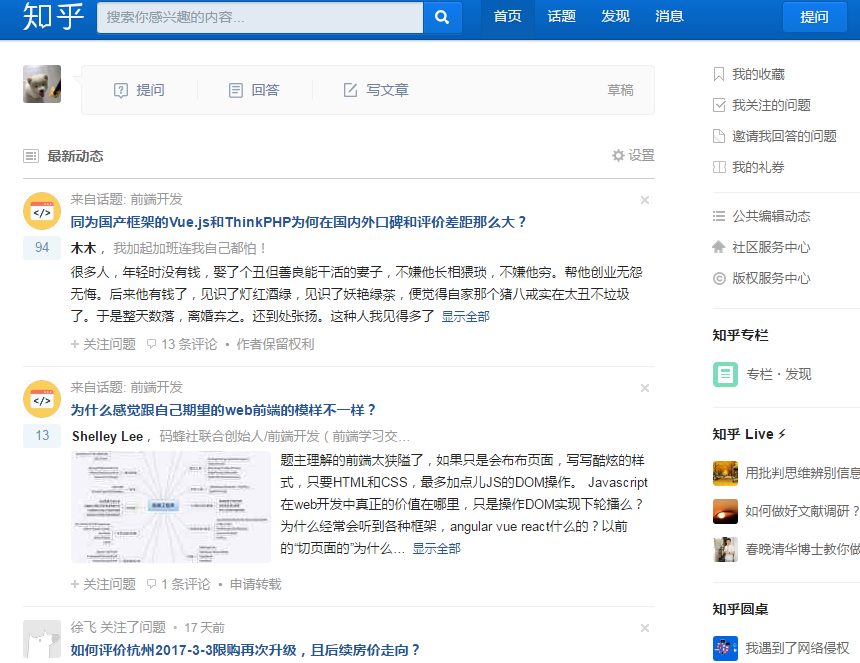 知乎
搜索你感兴趣的内容...
首页
话题
发现
消息
提问
提问
回答
写文章
草稿
最新动态
设置
来自话题: 前端开发
同为国产框架的Vue.js和ThinkPHP为何在国内外口碑和评价差距那么大？
94
木木， 我加起加班连我自己都怕！
很多人，年轻时没有钱，娶了个丑但善良能干活的妻子，不嫌他长相猥琐，不嫌他穷。帮他创业无怨
无悔。后来他有钱了，见识了灯红酒绿，见识了妖艳绿茶，便觉得自家那个猪八戒实在太丑不垃圾
了。于是整天数落，离婚弃之。还到处张扬。这种人我见得多了 显示全部
+ 关注问题 13 条评论 • 作者保留权利
来自话题: 前端开发
为什么感觉跟自己期望的web前端的模样不一样？
13
Shelley Lee， 码蜂社联合创始人/前端开发（前端学习交…
题主理解的前端太狭隘了，如果只是会布布页面，写写酷炫的样
式，只要HTML和CSS，最多加点儿JS的DOM操作。 Javascript
在web开发中真正的价值在哪里，只是操作DOM实现下轮播么？
为什么经常会听到各种框架，angular vue react什么的？以前
的“切页面的”为什么… 显示全部
+ 关注问题 1 条评论 • 申请转载
徐飞 关注了问题 • 17 天前
如何评价杭州2017-3-3限购再次升级，且后续房价走向？
我的收藏
我关注的问题
邀请我回答的问题
我的礼券
公共编辑动态
社区服务中心
版权服务中心
知乎专栏
专栏 · 发现
知乎 Live⚡
用批判思维辨别信息
如何做好文献调研？
春晚清华博士教你做
知乎圆桌
我遇到了网络侵权